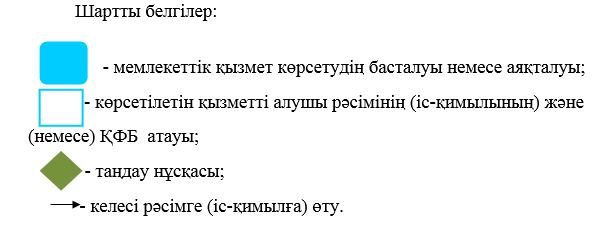 Шартты белгілер:
- мемлекеттік қызмет көрсетудің басталуы немесе аяқталуы;
- көрсетілетін қызметті алушы рәсімінің (іс-қимылының) және
(немесе) ҚФБ атауы;
- тандау нұсқасы;
- келесі рәсімге (іс-қимылға) өту.